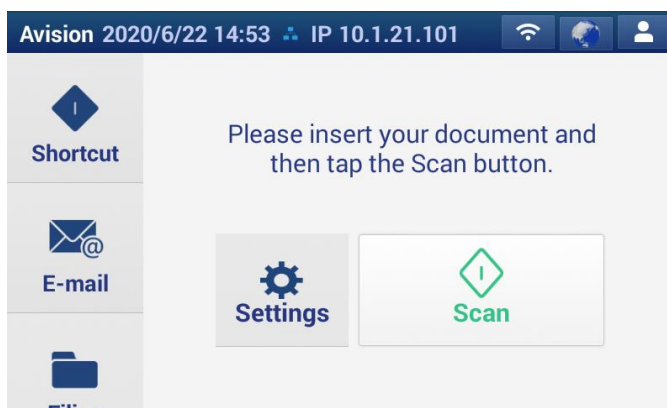 Avision 2020/6/22 14:53 IP 10.1.21.101
Shortcut
Please insert your document and
then tap the Scan button.
E-mail
Settings
Scan